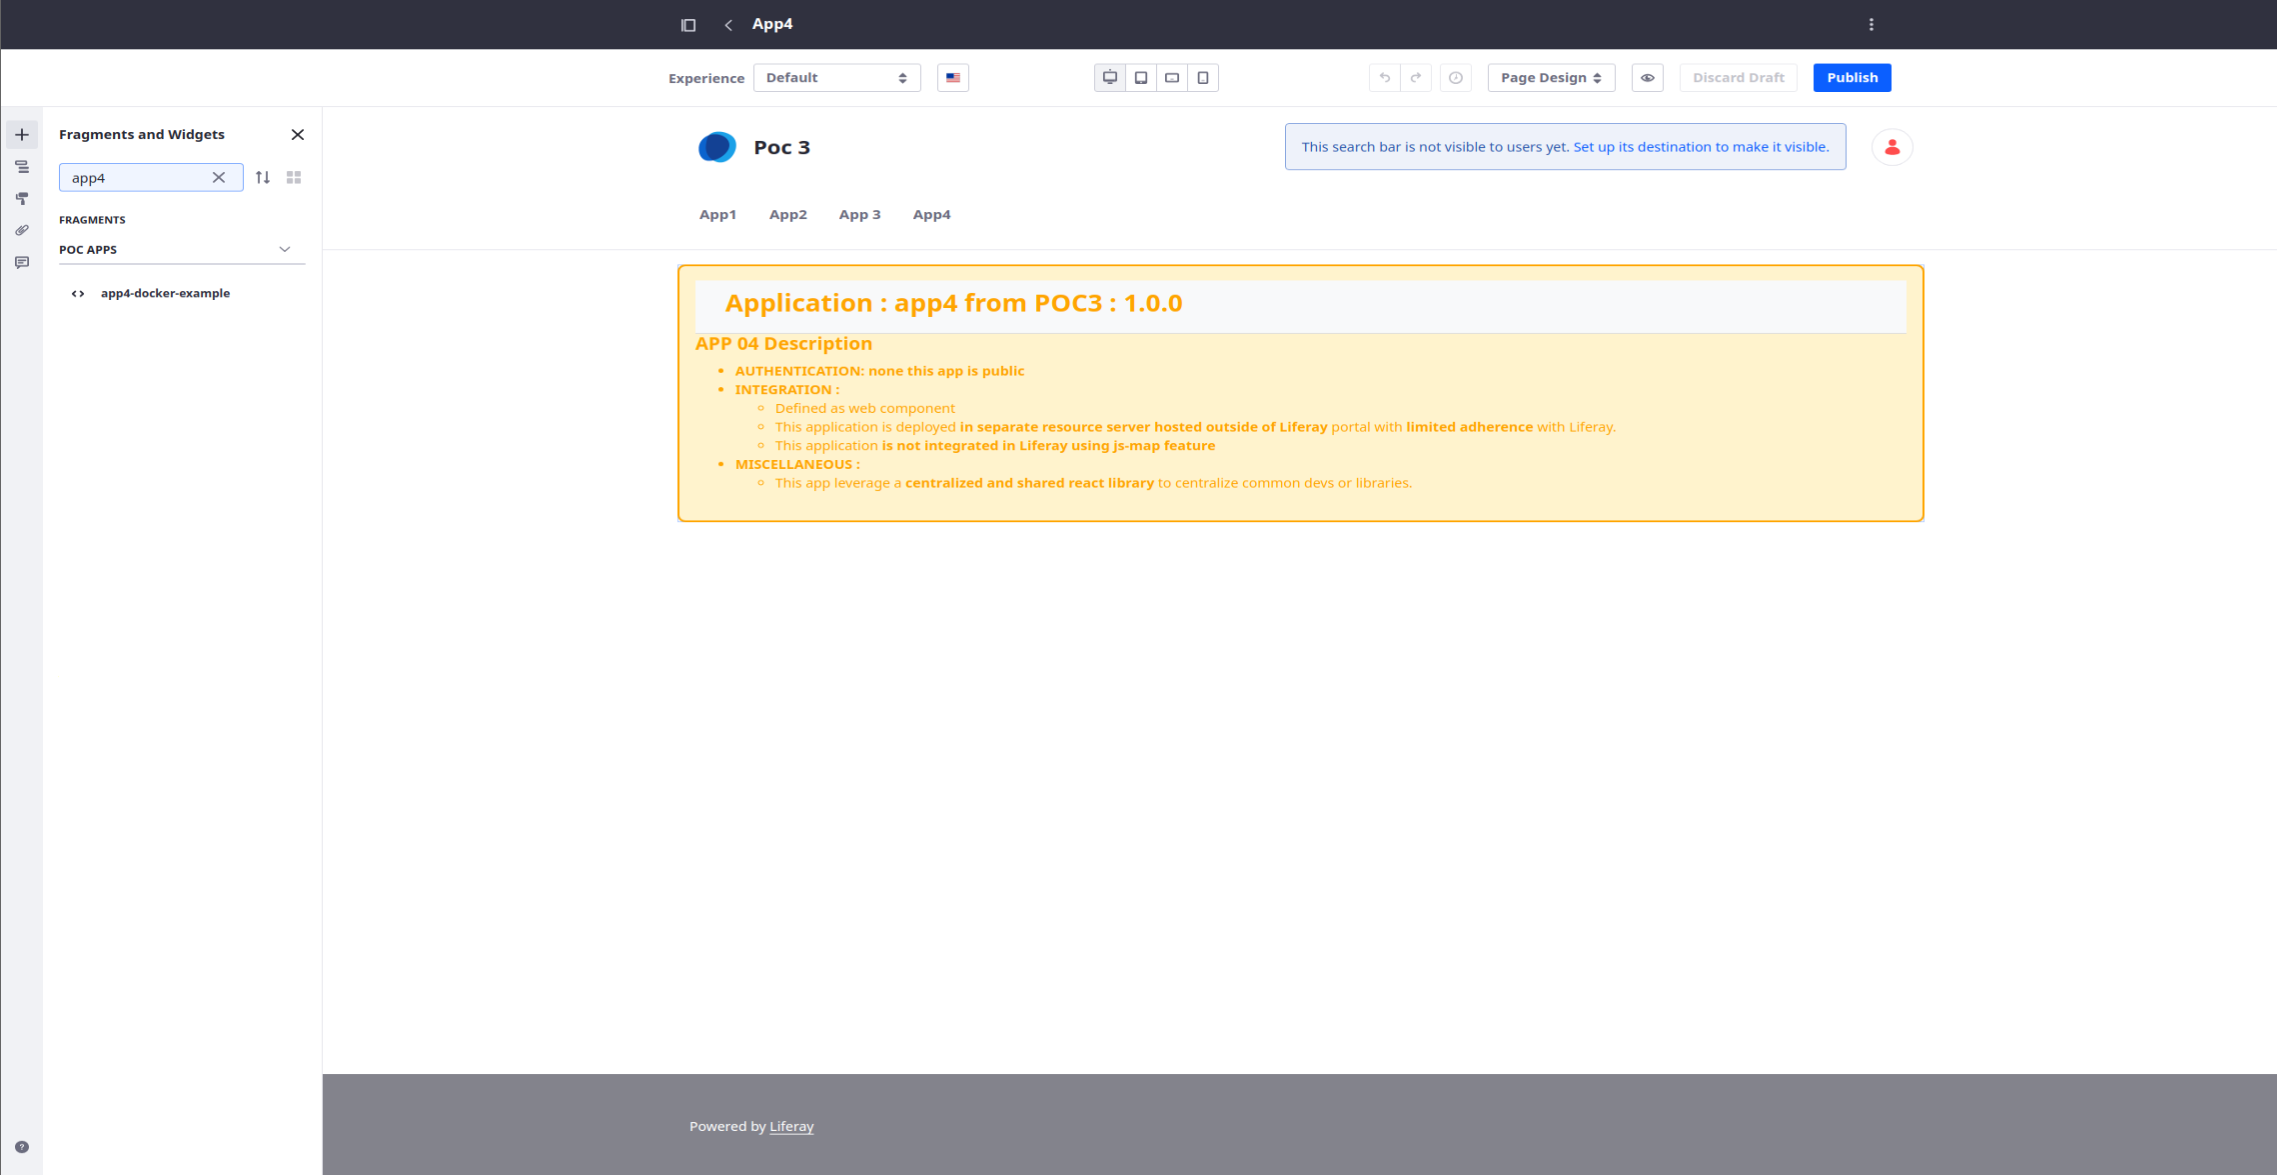 App4
Experience Default Page Design Discard Draft Publish
Fragments and Widgets
app4
FRAGMENTS
POC APPS
app4-docker-example
Poc 3
This search bar is not visible to users yet. Set up its destination to make it visible.
App1 App2 App 3 App4
Application : app4 from POC3 : 1.0.0
APP 04 Description
AUTHENTICATION: none this app is public
INTEGRATION :
Defined as web component
This application is deployed in separate resource server hosted outside of Liferay portal with limited adherence with Liferay.
This application is not integrated in Liferay using js-map feature
MISCELLANEOUS :
This app leverage a centralized and shared react library to centralize common devs or libraries.
Powered by Liferay